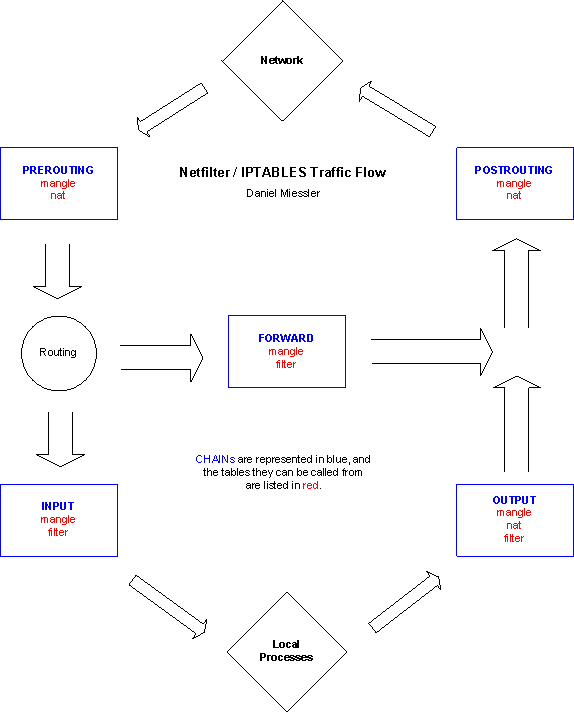 Network
PREROUTING
mangle
nat
Netfilter / IPTABLES Traffic Flow
Daniel Miessler
POSTROUTING
mangle
nat
Routing
FORWARD
mangle
filter
CHAINs are represented in blue, and
the tables they can be called from
are listed in red.
INPUT
mangle
filter
OUTPUT
mangle
nat
filter
Local
Processes